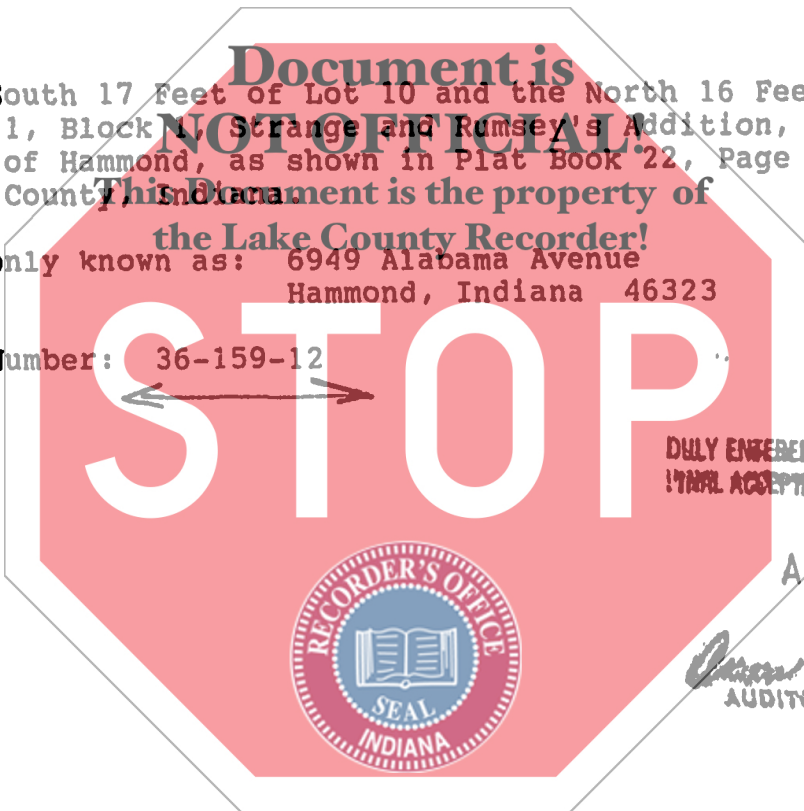 Document is
South 17 Feet of Lot 10 and the North 16 Fee
NOT OFFICIAL!
1, Block 1, Strange and Rumsey's Addition,
of Hammond, as shown in Plat Book 22, Page
This Document is the property of
County, Indiana.
the Lake County Recorder!
only known as: 6949 Alabama Avenue
Hammond, Indiana 46323
Number: 36-159-12
STOP
DULY ENTERED
RECORDER'S OFFICE
SEAL
INDIANA